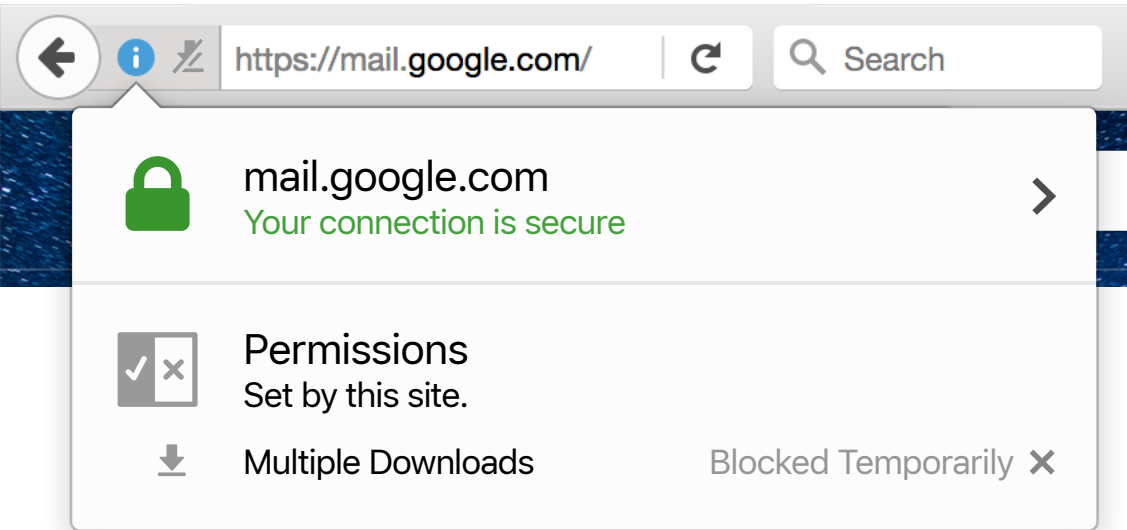 https://mail.google.com/
Search
mail.google.com
Your connection is secure
Permissions
Set by this site.
Multiple Downloads
Blocked Temporarily